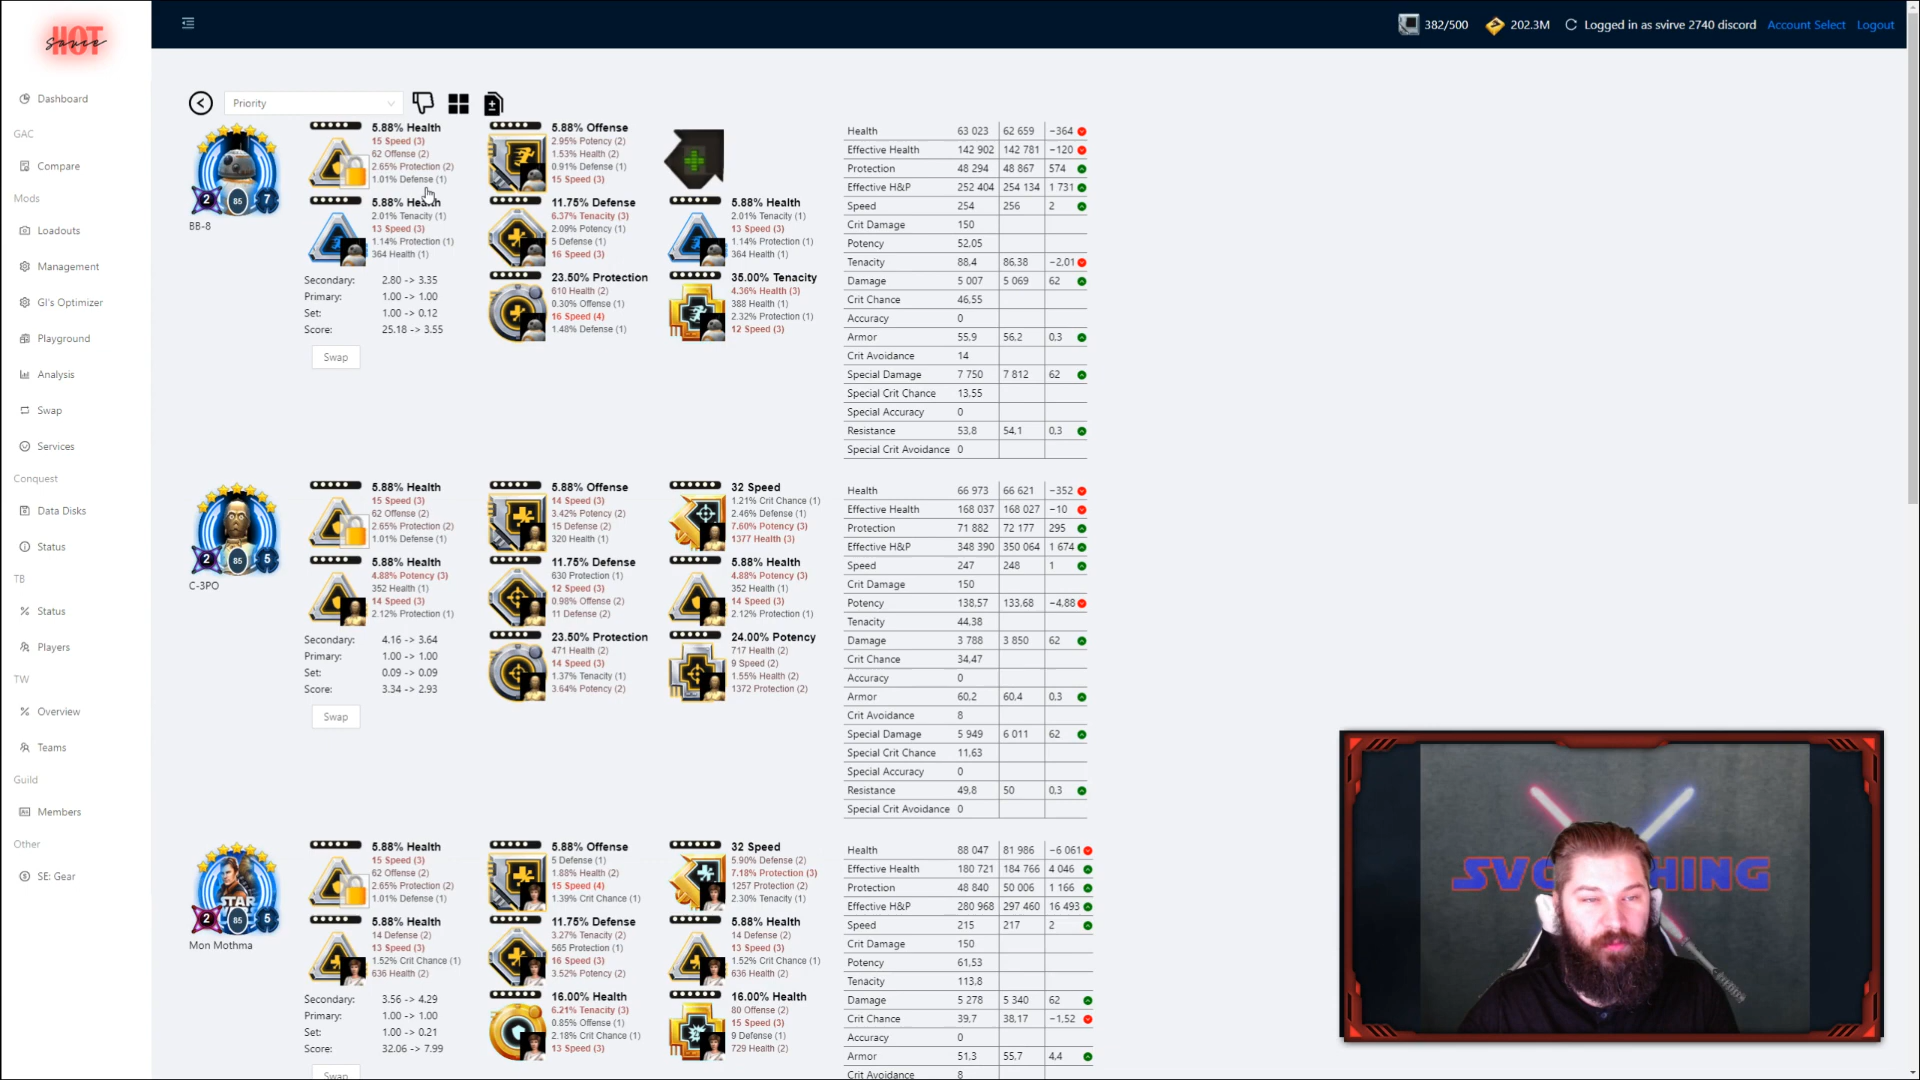 HOT
sauce
382/500
202.3M
Logged in as svirve 2740 discord
Account Select
Logout
Dashboard
GAC
Compare
Mods
Loadouts
Management
GI's Optimizer
Playground
Analysis
Swap
Services
Conquest
Data Disks
Status
TB
Status
Players
TW
Overview
Teams
Guild
Members
Other
SE: Gear
Priority
2 85 7
BB-8
5.88% Health
15 Speed (3)
62 Offense (2)
2.65% Protection (2)
1.01% Defense (1)
5.88% Offense
2.95% Potency (2)
1.53% Health (2)
0.91% Defense (1)
15 Speed (3)
5.88% Health
2.01% Tenacity (1)
13 Speed (3)
1.14% Protection (1)
364 Health (1)
11.75% Defense
6.37% Tenacity (3)
2.09% Potency (1)
5 Defense (1)
16 Speed (3)
5.88% Health
2.01% Tenacity (1)
13 Speed (3)
1.14% Protection (1)
364 Health (1)
Secondary: 2.80 -> 3.35
Primary: 1.00 -> 1.00
Set: 1.00 -> 0.12
Score: 25.18 -> 3.55
Swap
23.50% Protection
610 Health (2)
0.30% Offense (1)
16 Speed (4)
1.48% Defense (1)
35.00% Tenacity
4.36% Health (3)
388 Health (1)
2.32% Protection (1)
12 Speed (3)
Health 63 023 62 659 −364
Effective Health 142 902 142 781 −120
Protection 48 294 48 867 574
Effective H&P 252 404 254 134 1 731
Speed 254 256 2
Crit Damage 150
Potency 52.05
Tenacity 88,4 86.38 −2.01
Damage 5 007 5 069 62
Crit Chance 46,55
Accuracy 0
Armor 55,9 56,2 0,3
Crit Avoidance 14
Special Damage 7 750 7 812 62
Special Crit Chance 13,55
Special Accuracy 0
Resistance 53,8 54,1 0,3
Special Crit Avoidance 0
2 85 5
C-3PO
5.88% Health
15 Speed (3)
62 Offense (2)
2.65% Protection (2)
1.01% Defense (1)
5.88% Offense
14 Speed (3)
3.42% Potency (2)
15 Defense (2)
320 Health (1)
32 Speed
1.21% Crit Chance (1)
2.46% Defense (1)
7.60% Potency (3)
1377 Health (3)
5.88% Health
4.88% Potency (3)
352 Health (1)
14 Speed (3)
2.12% Protection (1)
11.75% Defense
630 Protection (1)
12 Speed (3)
0.98% Offense (2)
11 Defense (2)
5.88% Health
4.88% Potency (3)
352 Health (1)
14 Speed (3)
2.12% Protection (1)
Secondary: 4.16 -> 3.64
Primary: 1.00 -> 1.00
Set: 0.09 -> 0.09
Score: 3.34 -> 2.93
Swap
23.50% Protection
471 Health (2)
14 Speed (3)
1.37% Tenacity (1)
3.64% Potency (2)
24.00% Potency
717 Health (2)
9 Speed (2)
1.55% Health (2)
1372 Protection (2)
Health 66 973 66 621 −352
Effective Health 168 037 168 027 −10
Protection 71 882 72 177 295
Effective H&P 348 390 350 064 1 674
Speed 247 248 1
Crit Damage 150
Potency 138,57 133.68 −4,88
Tenacity 44,38
Damage 3 788 3 850 62
Crit Chance 34,47
Accuracy 0
Armor 60,2 60,4 0,3
Crit Avoidance 8
Special Damage 5 949 6 011 62
Special Crit Chance 11,63
Special Accuracy 0
Resistance 49,8 50 0,3
Special Crit Avoidance 0
STAR
2 85 5
Mon Mothma
5.88% Health
15 Speed (3)
62 Offense (2)
2.65% Protection (2)
1.01% Defense (1)
5.88% Offense
5 Defense (1)
1.88% Health (2)
15 Speed (4)
1.39% Crit Chance (1)
32 Speed
5.90% Defense (2)
7.18% Protection (3)
1257 Protection (2)
2.30% Tenacity (1)
5.88% Health
14 Defense (2)
13 Speed (3)
1.52% Crit Chance (1)
636 Health (2)
11.75% Defense
3.27% Tenacity (2)
565 Protection (1)
16 Speed (3)
3.52% Potency (2)
5.88% Health
14 Defense (2)
13 Speed (3)
1.52% Crit Chance (1)
636 Health (2)
Secondary: 3.56 -> 4.29
Primary: 1.00 -> 1.00
Set: 1.00 -> 0.21
Score: 32.06 -> 7.99
Swap
16.00% Health
6.21% Tenacity (3)
0.85% Offense (1)
2.18% Crit Chance (1)
13 Speed (3)
16.00% Health
80 Offense (2)
15 Speed (3)
9 Defense (1)
729 Health (2)
Health 88 047 81 986 −6 061
Effective Health 180 721 184 766 4 046
Protection 48 840 50 006 1 166
Effective H&P 280 968 297 460 16 493
Speed 215 217 2
Crit Damage 150
Potency 61,53
Tenacity 113,8
Damage 5 278 5 340 62
Crit Chance 39,7 38,17 −1,52
Accuracy 0
Armor 51,3 55,7 4,4
Crit Avoidance 8